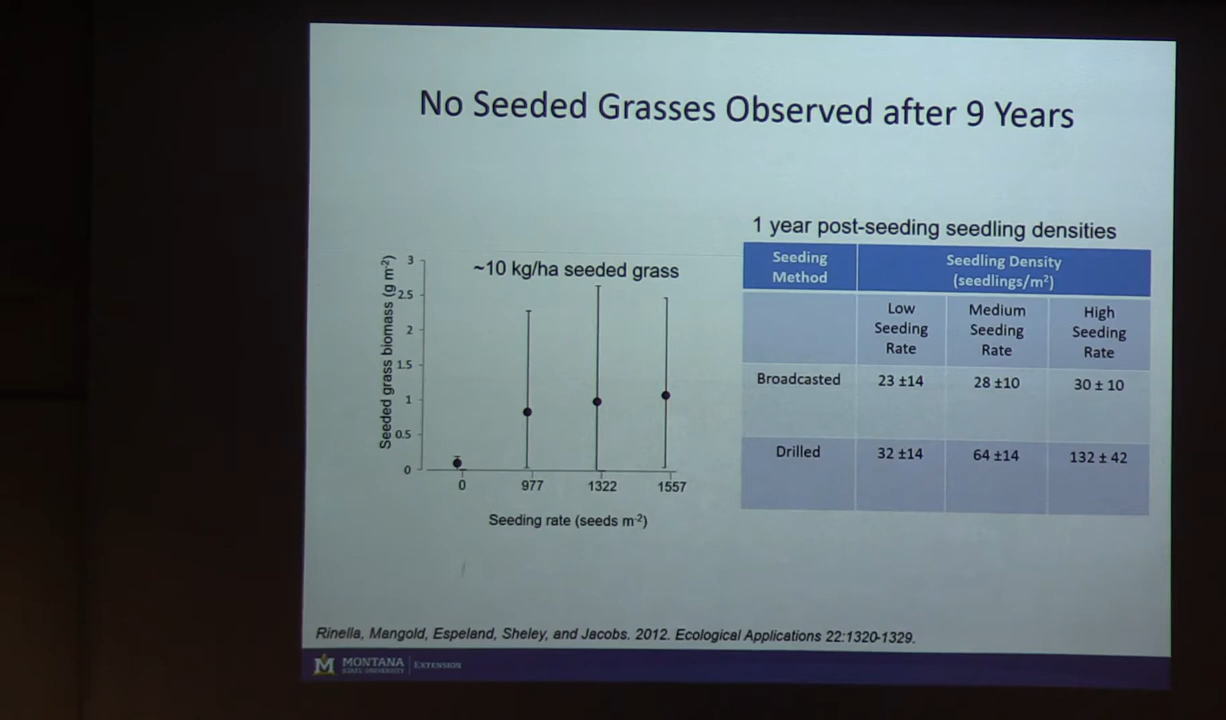 No Seeded Grasses Observed after 9 Years
~10 kg/ha seeded grass
Seeded grass biomass (g m-2)
3
2.5
2
1.5
1
0.5
0
0 977 1322 1557
Seeding rate (seeds m-2)
1 year post-seeding seedling densities
Seeding Method
Seedling Density
(seedlings/m²)
Low Seeding Rate
Medium Seeding Rate
High Seeding Rate
Broadcasted 23 ±14 28 ±10 30 ± 10
Drilled 32 ±14 64 ±14 132 ± 42
Rinella, Mangold, Espeland, Sheley, and Jacobs. 2012. Ecological Applications 22:1320-1329.
M MONTANA
STATE UNIVERSITY
EXTENSION